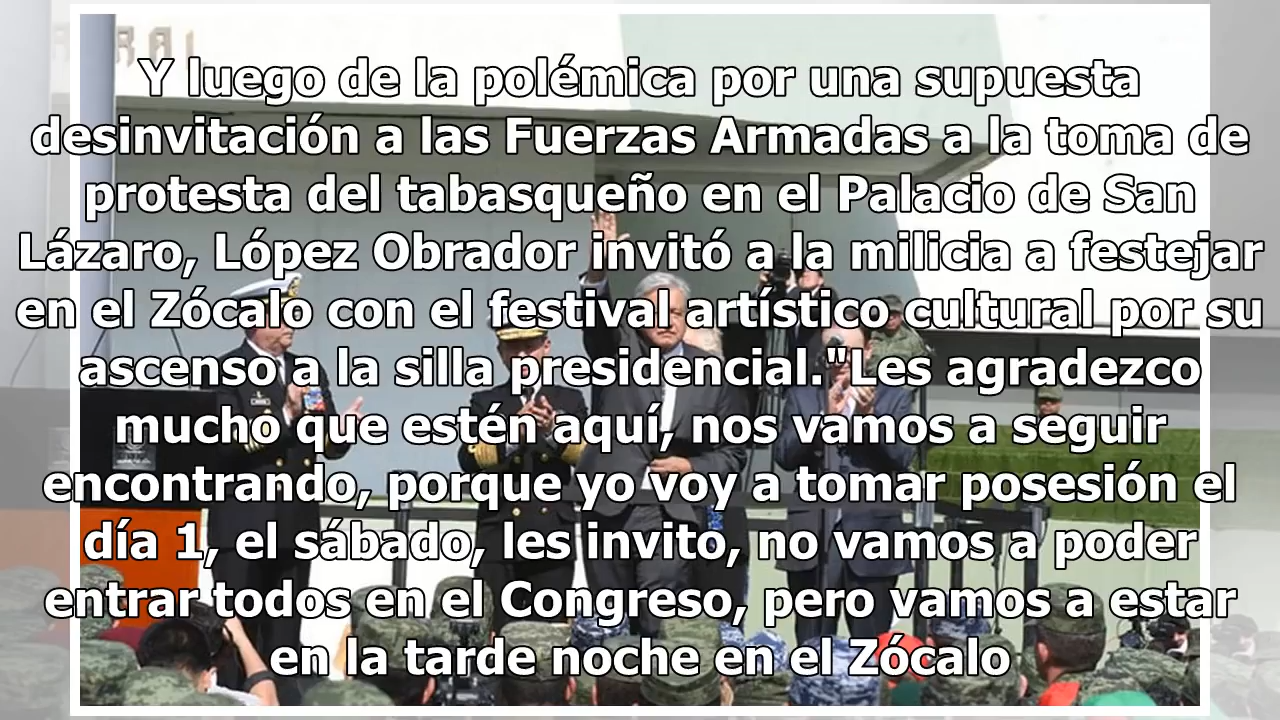 RAL
Y luego de la polémica por una supuesta
desinvitación a las Fuerzas Armadas a la toma de
protesta del tabasqueño en el Palacio de San
Lázaro, López Obrador invitó a la milicia a festejar
en el Zócalo con el festival artístico cultural por su
ascenso a la silla presidencial."Les agradezco
mucho que estén aquí, nos vamos a seguir
encontrando, porque yo voy a tomar posesión el
día 1, el sábado, les invito, no vamos a poder
entrar todos en el Congreso, pero vamos a estar
en la tarde noche en el Zócalo